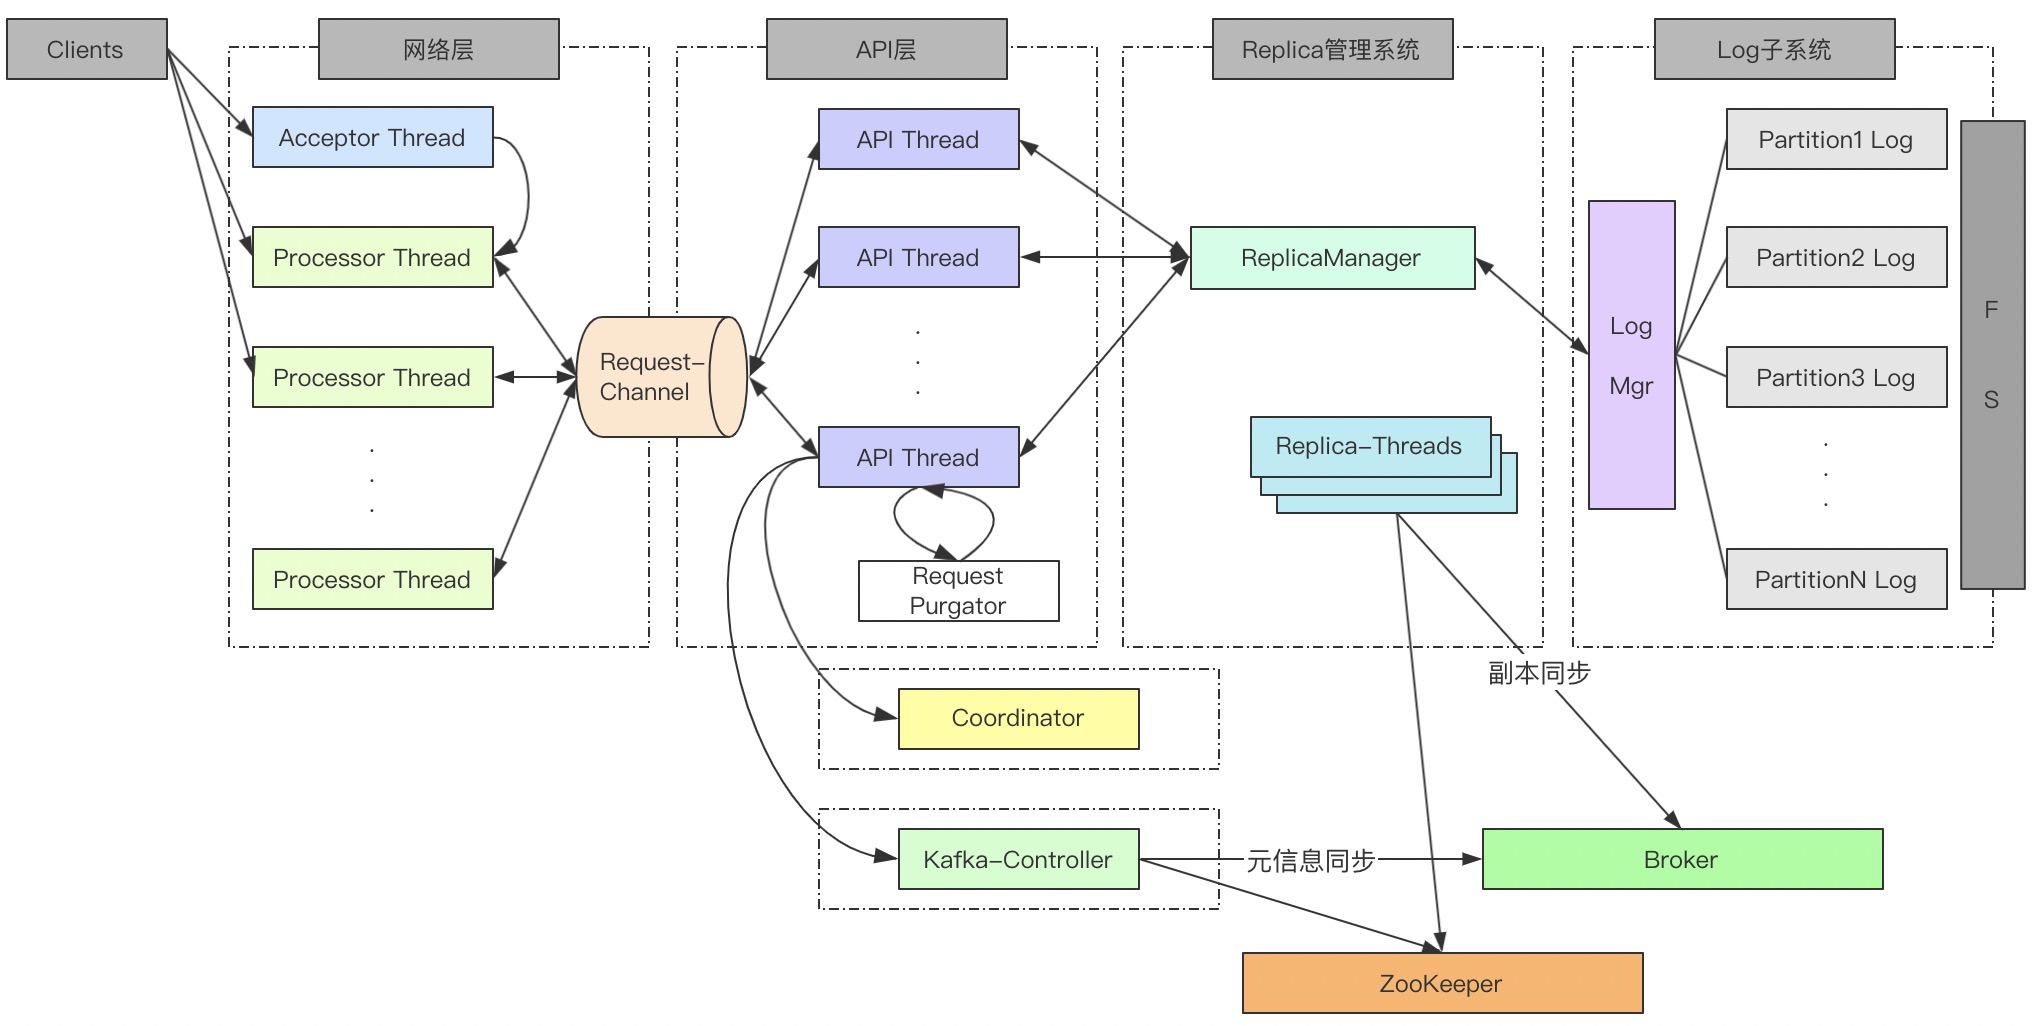 Clients
网络层
API层
Replica管理系统
Log子系统
Acceptor Thread
Processor Thread
Processor Thread
Processor Thread
Request-
Channel
API Thread
API Thread
API Thread
Request
Purgator
ReplicaManager
Replica-Threads
Log
Mgr
Partition1 Log
Partition2 Log
Partition3 Log
PartitionN Log
F
S
副本同步
Coordinator
Kafka-Controller
元信息同步
Broker
ZooKeeper